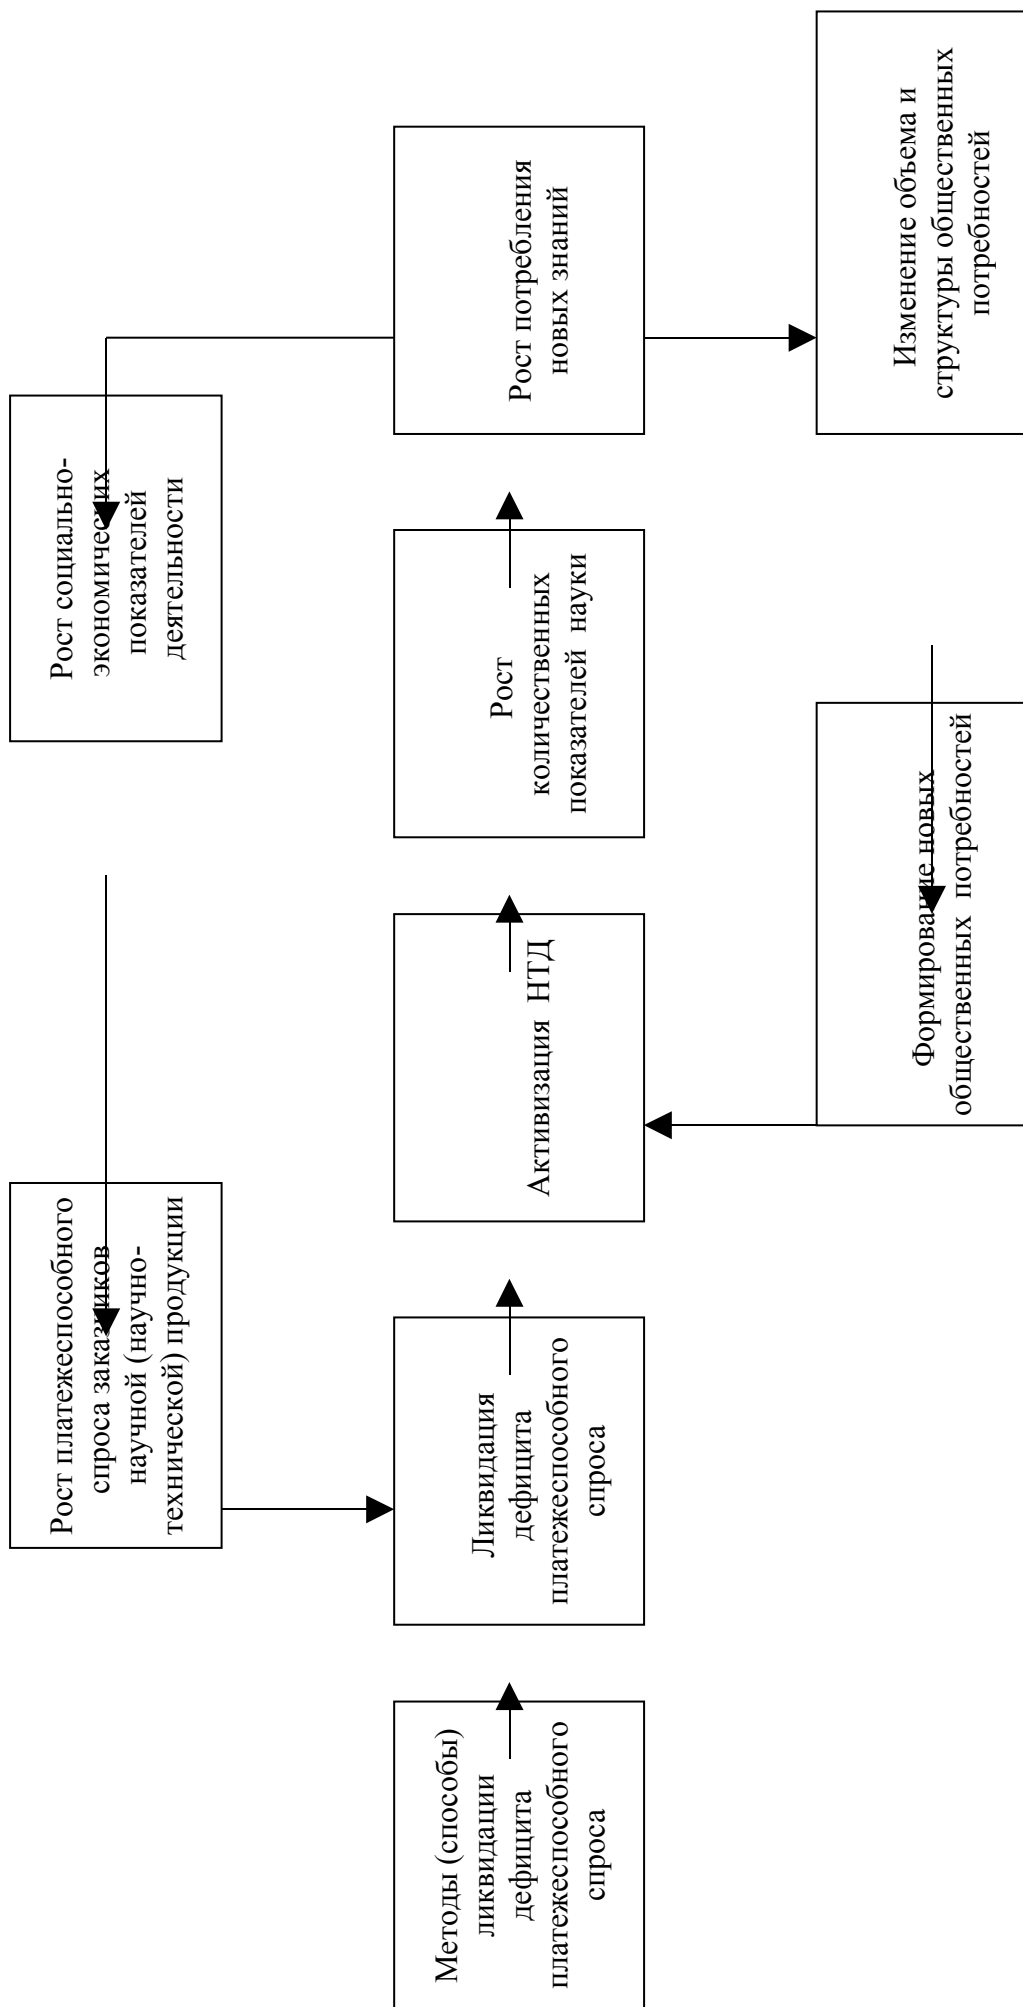 Рост платежеспособного
спроса заказчиков
научной (научно-
технической) продукции
Рост социально-
экономических
показателей
деятельности
Методы (способы)
ликвидации
дефицита
платежеспособного
спроса
Ликвидация
дефицита
платежеспособного
спроса
Активизация НТД
Рост
количественных
показателей науки
Рост потребления
новых знаний
Формирование новых
общественных потребностей
Изменение объема и
структуры общественных
потребностей